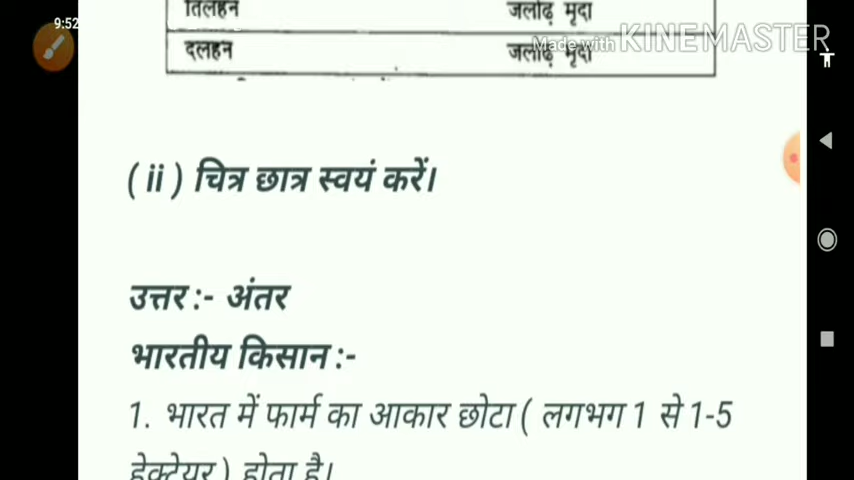 9:52
तिलहन जलोढ़ मृदा
Made with KINEMASTER
दलहन जलोढ़ मृदा
( ii ) चित्र छात्र स्वयं करें।
उत्तर :- अंतर
भारतीय किसान :-
1. भारत में फार्म का आकार छोटा ( लगभग 1 से 1-5
हेक्टेयर ) होता है।